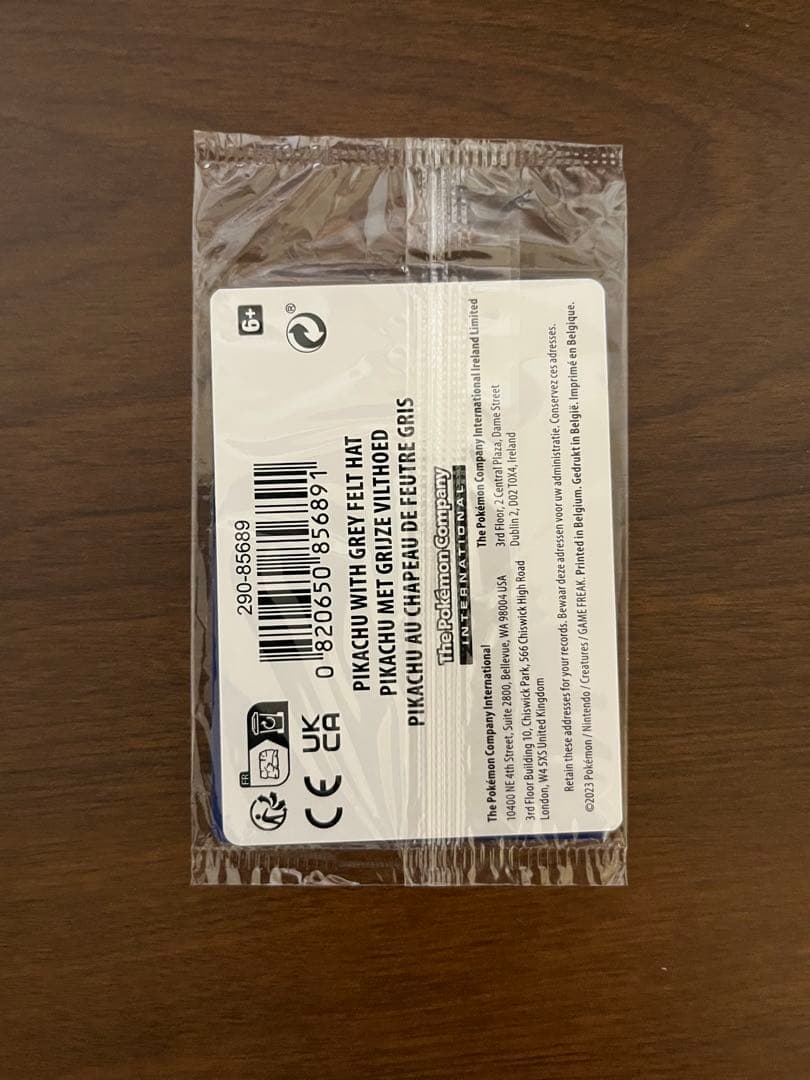 290-85689
6+
0 820650 856891
®
FR
CE
UK
CA
PIKACHU WITH GREY FELT HAT
PIKACHU MET GRIJZE VILTHOED
PIKACHU AU CHAPEAU DE FEUTRE GRIS
The Pokémon Company
INTERNATIONAL
The Pokémon Company International
10400 NE 4th Street, Suite 2800, Bellevue, WA 98004 USA
3rd Floor Building 10, Chiswick Park, 566 Chiswick High Road
London, W4 5XS United Kingdom
The Pokémon Company International Ireland Limited
3rd Floor, 2 Central Plaza, Dame Street
Dublin 2, D02 T0X4, Ireland
Retain these addresses for your records. Bewaar deze adressen voor uw administratie. Conservez ces adresses.
©2023 Pokémon / Nintendo / Creatures / GAME FREAK. Printed in Belgium. Gedrukt in België. Imprimé en Belgique.